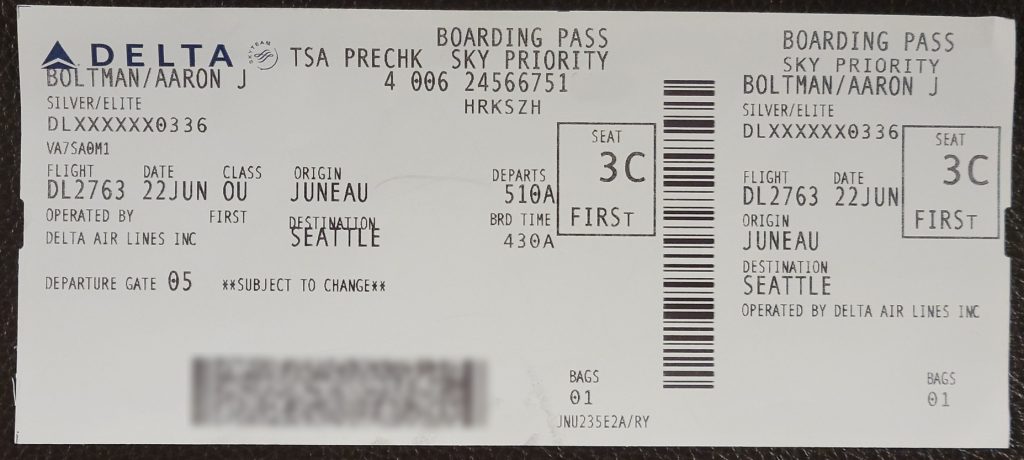 DELTA SKYTEAM TSA PRECHK
BOARDING PASS
SKY PRIORITY
BOLTMAN/AARON J 4 006 24566751
SILVER/ELITE HRKSZH
DLXXXXXX0336
VA7SA0M1
FLIGHT DATE CLASS ORIGIN DEPARTS
DL2763 22JUN OU JUNEAU 510A
OPERATED BY FIRST DESTINATION BRD TIME
DELTA AIR LINES INC SEATTLE 430A
SEAT
3C
FIRST
DEPARTURE GATE 05 **SUBJECT TO CHANGE**
BAGS
01
JNU235E2A/RY
BOARDING PASS
SKY PRIORITY
BOLTMAN/AARON J
SILVER/ELITE
DLXXXXXX0336
SEAT
3C
FIRST
FLIGHT DATE
DL2763 22JUN
ORIGIN
JUNEAU
DESTINATION
SEATTLE
OPERATED BY DELTA AIR LINES INC
BAGS
01